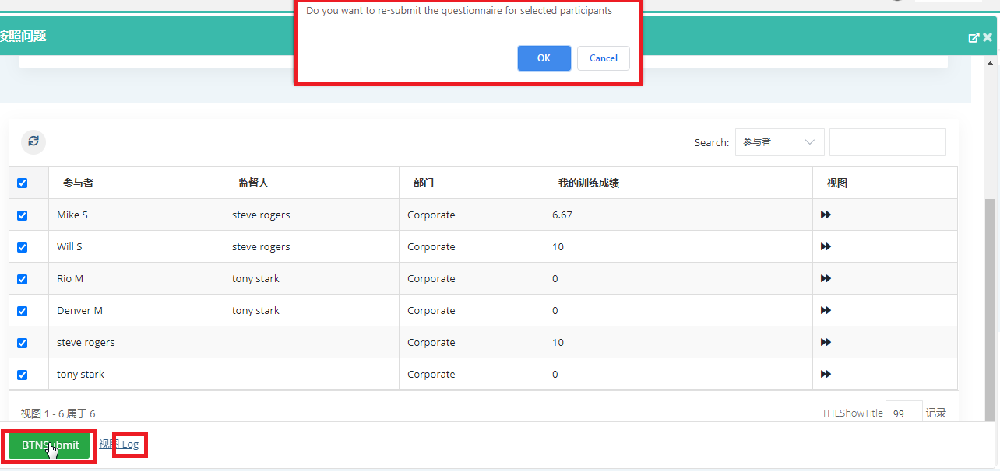 Do you want to re-submit the questionnaire for selected participants
OK Cancel
按照问题
Search: 参与者
参与者 监督人 部门 我的训练成绩 视图
Mike S steve rogers Corporate 6.67
Will S steve rogers Corporate 10
Rio M tony stark Corporate 0
Denver M tony stark Corporate 0
steve rogers Corporate 10
tony stark Corporate 0
视图 1 - 6 属于 6 THLShowTitle 99 记录
BTNSubmit 视图 Log